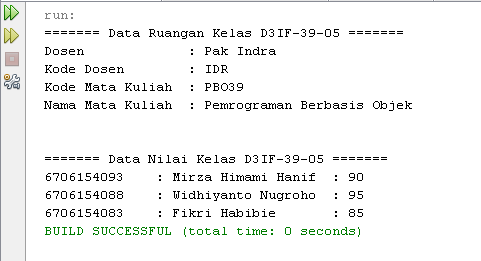 run:
======= Data Ruangan Kelas D3IF-39-05 =======
Dosen : Pak Indra
Kode Dosen : IDR
Kode Mata Kuliah : PBO39
Nama Mata Kuliah : Pemrograman Berbasis Objek
======= Data Nilai Kelas D3IF-39-05 =======
6706154093 : Mirza Himami Hanif : 90
6706154088 : Widhiyanto Nugroho : 95
6706154083 : Fikri Habibie : 85
BUILD SUCCESSFUL (total time: 0 seconds)